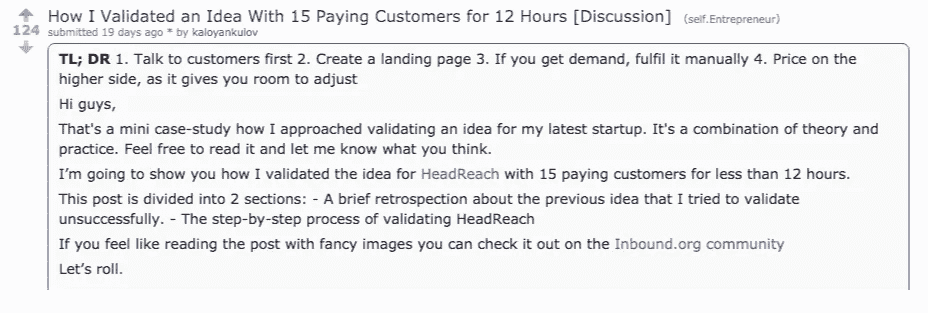 How I Validated an Idea With 15 Paying Customers for 12 Hours [Discussion] (self.Entrepreneur)
124 submitted 19 days ago * by kaloyankulov
TL; DR 1. Talk to customers first 2. Create a landing page 3. If you get demand, fulfil it manually 4. Price on the
higher side, as it gives you room to adjust
Hi guys,
That's a mini case-study how I approached validating an idea for my latest startup. It's a combination of theory and
practice. Feel free to read it and let me know what you think.
I'm going to show you how I validated the idea for HeadReach with 15 paying customers for less than 12 hours.
This post is divided into 2 sections: - A brief retrospection about the previous idea that I tried to validate
unsuccessfully. - The step-by-step process of validating HeadReach
If you feel like reading the post with fancy images you can check it out on the Inbound.org community
Let's roll.